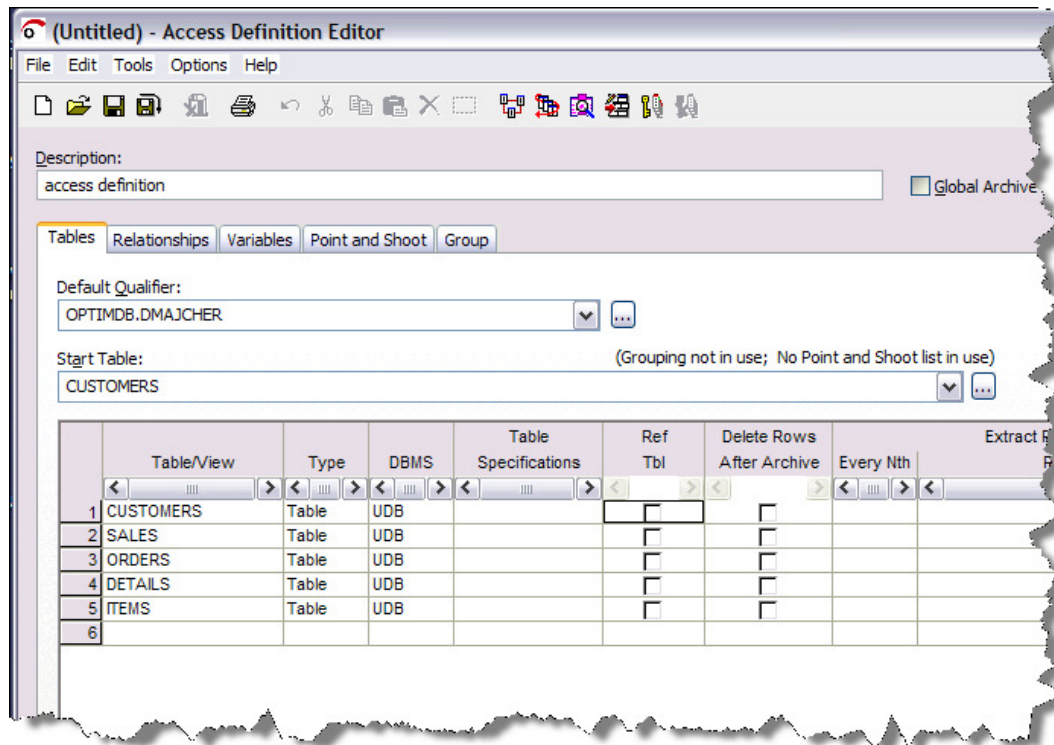 (Untitled) - Access Definition Editor
File Edit Tools Options Help
Description:
access definition
Global Archive
Tables Relationships Variables Point and Shoot Group
Default Qualifier:
OPTIMDB.DMAJCHER
...
Start Table:
(Grouping not in use; No Point and Shoot list in use)
CUSTOMERS
...
Table/View Type DBMS Table Specifications Ref Tbl Delete Rows After Archive Every Nth Extract
1 CUSTOMERS Table UDB
2 SALES Table UDB
3 ORDERS Table UDB
4 DETAILS Table UDB
5 ITEMS Table UDB
6